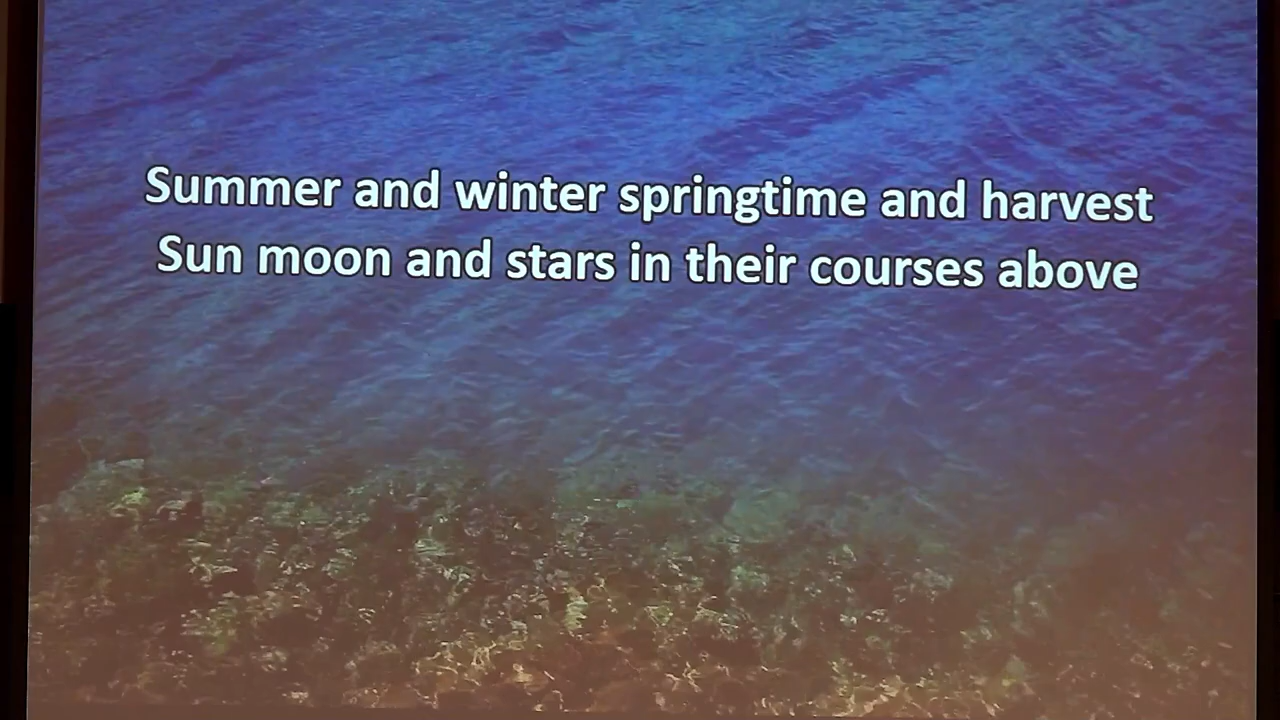 Summer and winter springtime and harvest
Sun moon and stars in their courses above